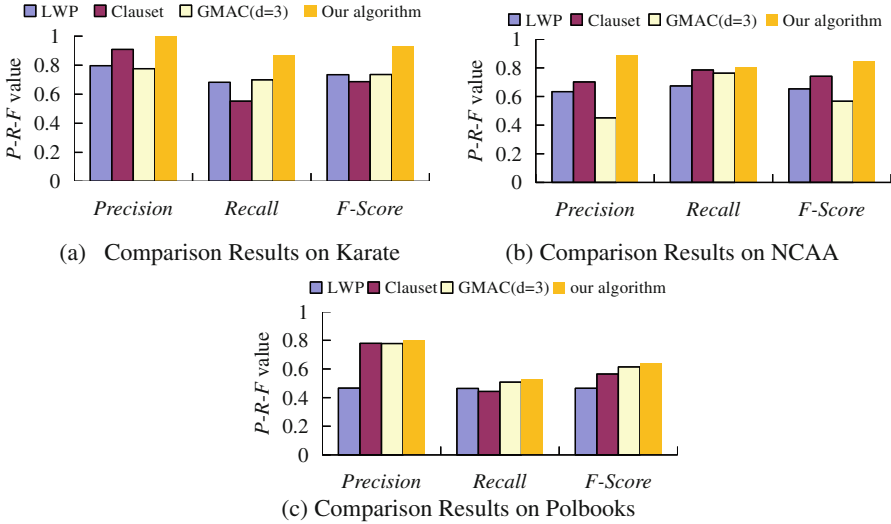 LWP Clauset GMAC(d=3) Our algorithm
P-R-F value
1
0.8
0.6
0.4
0.2
0
Precision Recall F-Score
(a) Comparison Results on Karate
LWP Clauset GMAC(d=3) Our algorithm
P-R-F value
1
0.8
0.6
0.4
0.2
0
Precision Recall F-Score
(b) Comparison Results on NCAA
LWP Clauset GMAC(d=3) our algorithm
P-R-F value
1
0.8
0.6
0.4
0.2
0
Precision Recall F-Score
(c) Comparison Results on Polbooks